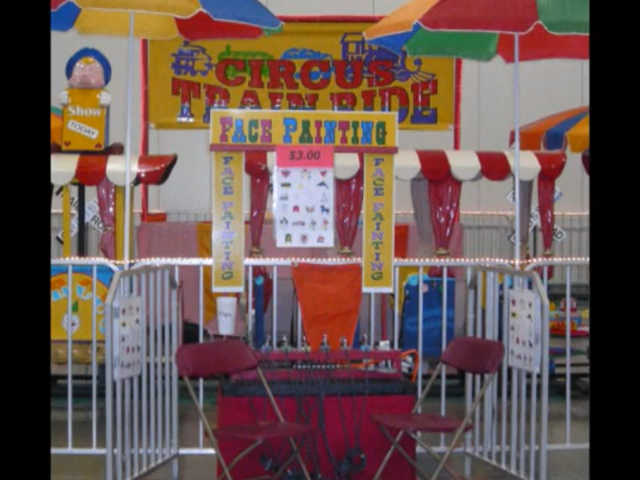 CIRCUS
TRAIN RIDE
Show
TODAY
FACE PAINTING
$3.00
FACE PAINTING
FACE PAINTING